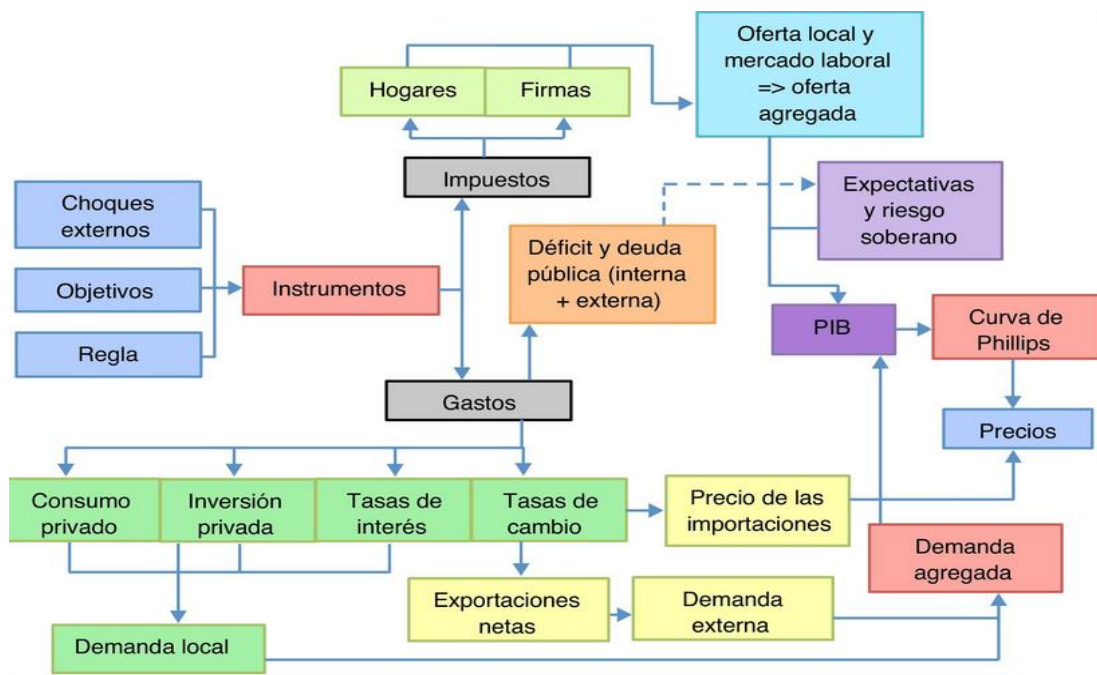 Oferta local y
mercado laboral
=> oferta
agregada
Hogares
Firmas
Impuestos
Choques
externos
Objetivos
Regla
Instrumentos
Déficit y deuda
pública (interna
+ externa)
Expectativas
y riesgo
soberano
PIB
Curva de
Phillips
Gastos
Precios
Consumo
privado
Inversión
privada
Tasas de
interés
Tasas de
cambio
Precio de las
importaciones
Demanda
agregada
Exportaciones
netas
Demanda
externa
Demanda local